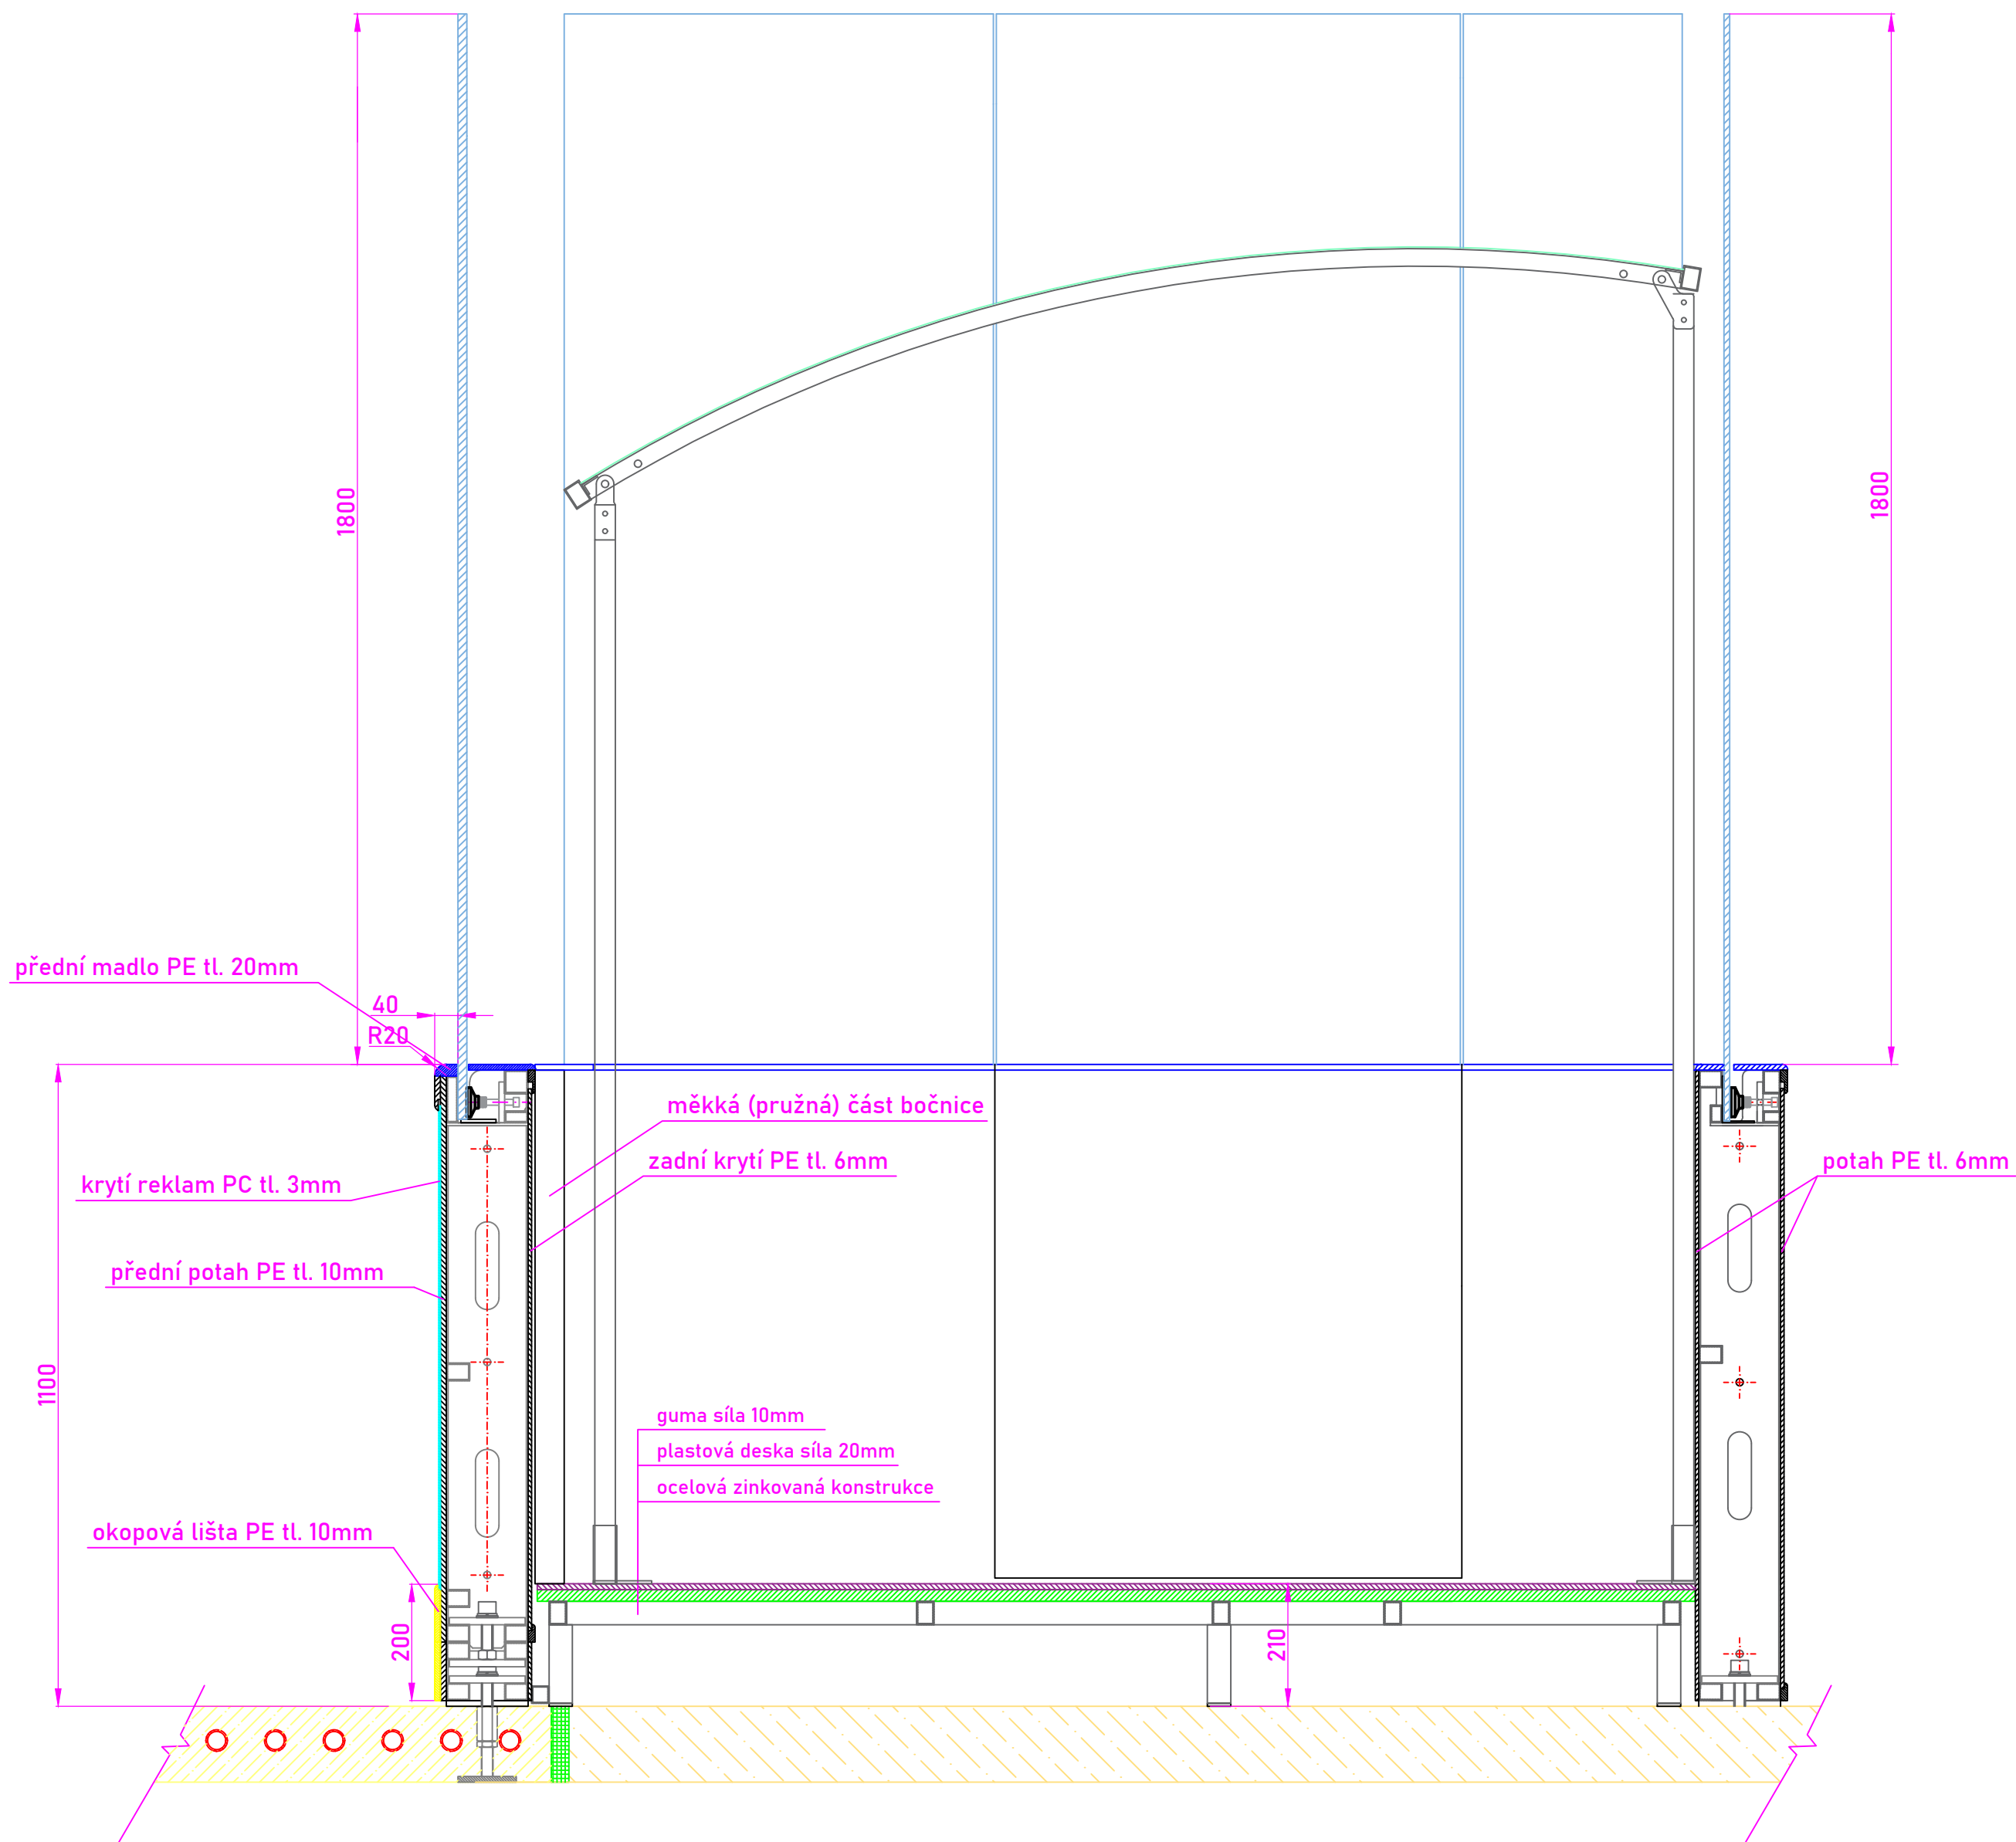 1800
1800
přední madlo PE tl. 20mm
40
R20
měkká (pružná) část bočnice
zadní krytí PE tl. 6mm
potah PE tl. 6mm
krytí reklam PC tl. 3mm
přední potah PE tl. 10mm
1100
guma síla 10mm
plastová deska síla 20mm
ocelová zinkovaná konstrukce
okopová lišta PE tl. 10mm
200
210